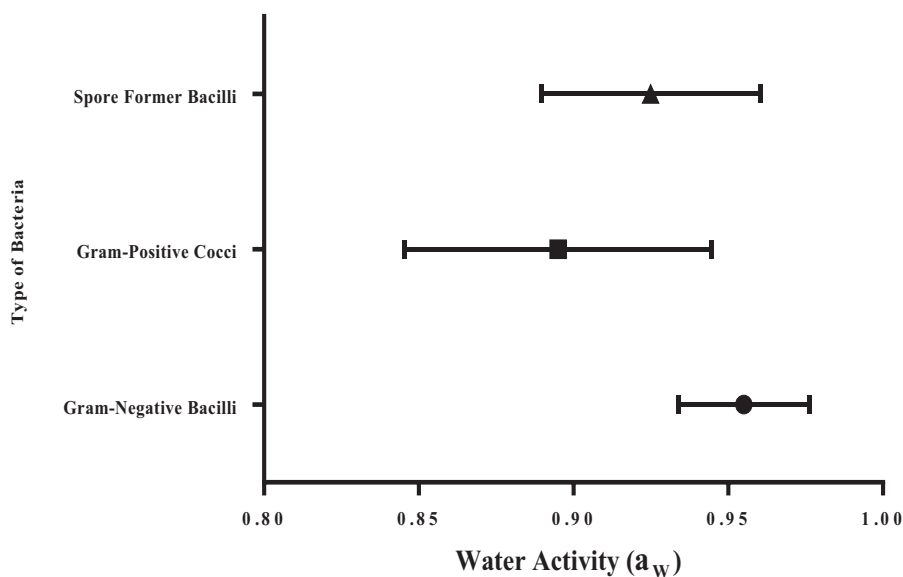 Type of Bacteria
Spore Former Bacilli
Gram-Positive Cocci
Gram-Negative Bacilli
0.80 0.85 0.90 0.95 1.00
Water Activity (aw)